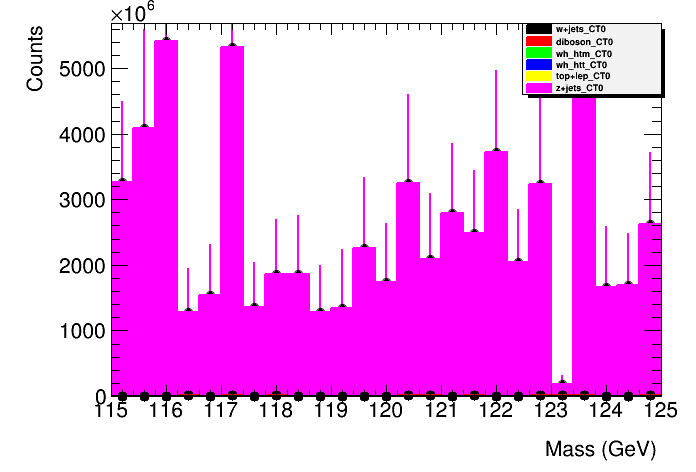 ×10⁶
Counts
5000
4000
3000
2000
1000
0
115 116 117 118 119 120 121 122 123 124 125
Mass (GeV)
w+jets_CT0
diboson_CT0
wh_htm_CT0
wh_htt_CT0
top+lep_CT0
z+jets_CT0